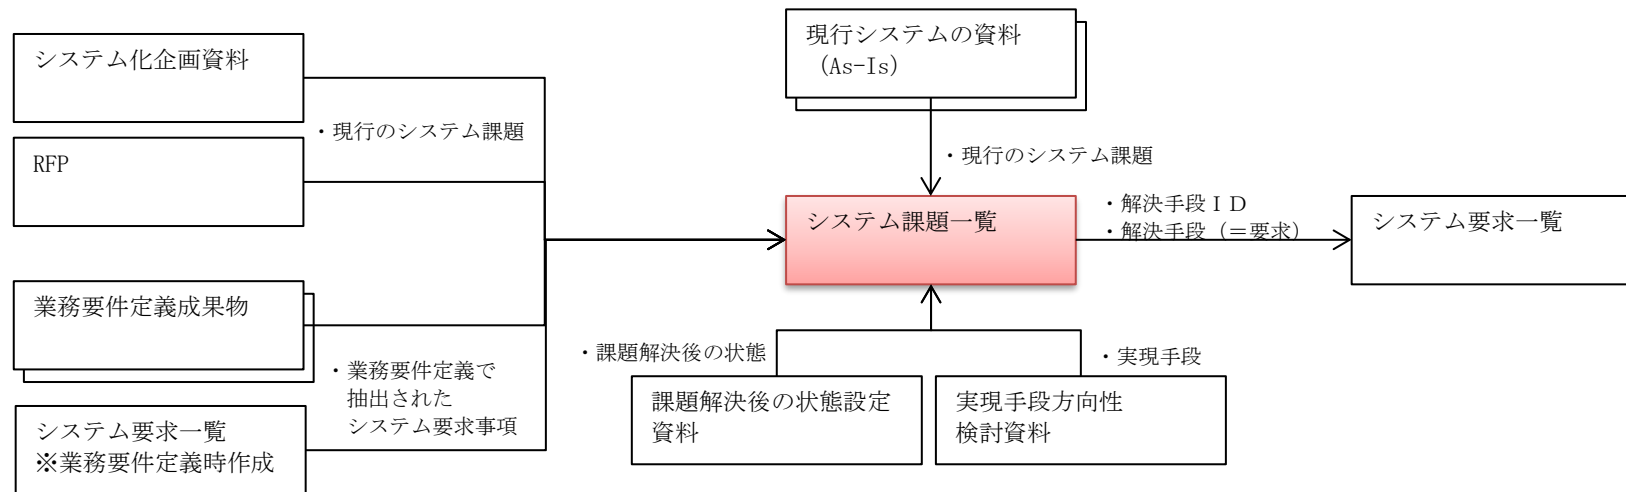 システム化企画資料
RFP
・現行のシステム課題
業務要件定義成果物
・業務要件定義で
抽出された
システム要求事項
システム要求一覧
※業務要件定義時作成
現行システムの資料
（As-Is）
・現行のシステム課題
システム課題一覧
・解決手段ＩＤ
・解決手段（＝要求）
システム要求一覧
・課題解決後の状態
課題解決後の状態設定
資料
・実現手段
実現手段方向性
検討資料